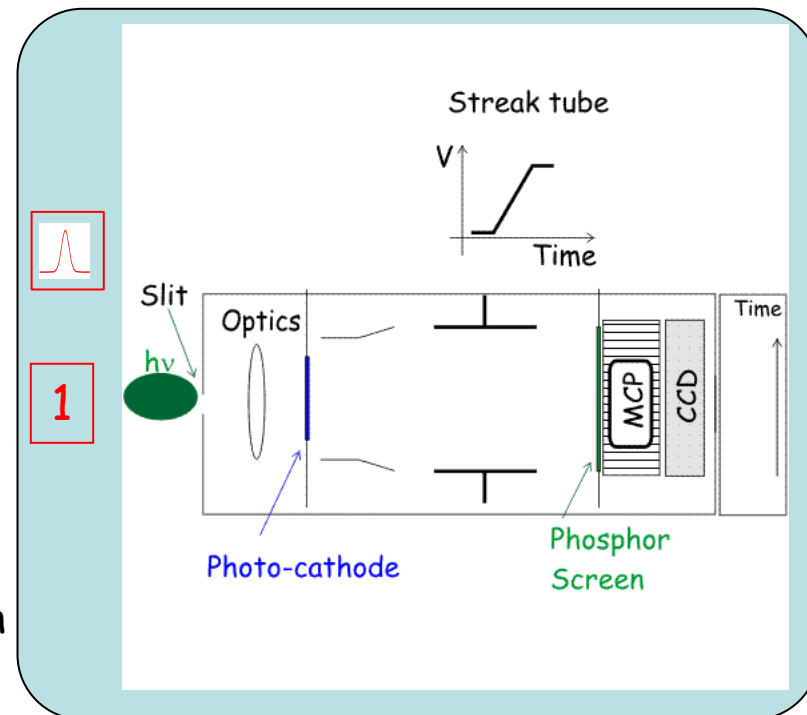 Streak tube
V
Time
Slit
Optics
Time
hν
1
MCP
CCD
Photo-cathode
Phosphor
Screen